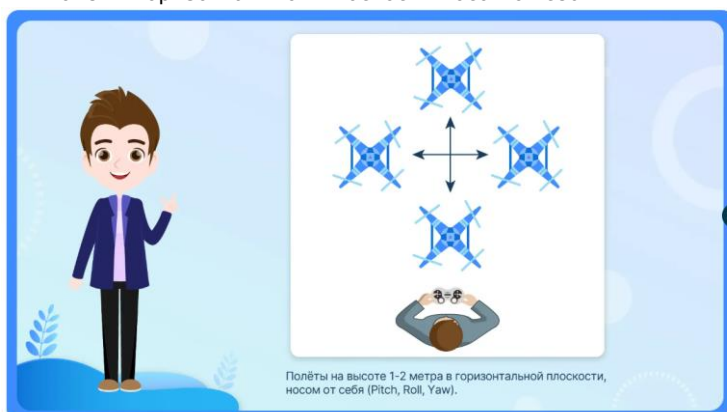 Полёты на высоте 1-2 метра в горизонтальной плоскости,
носом от себя (Pitch, Roll, Yaw).